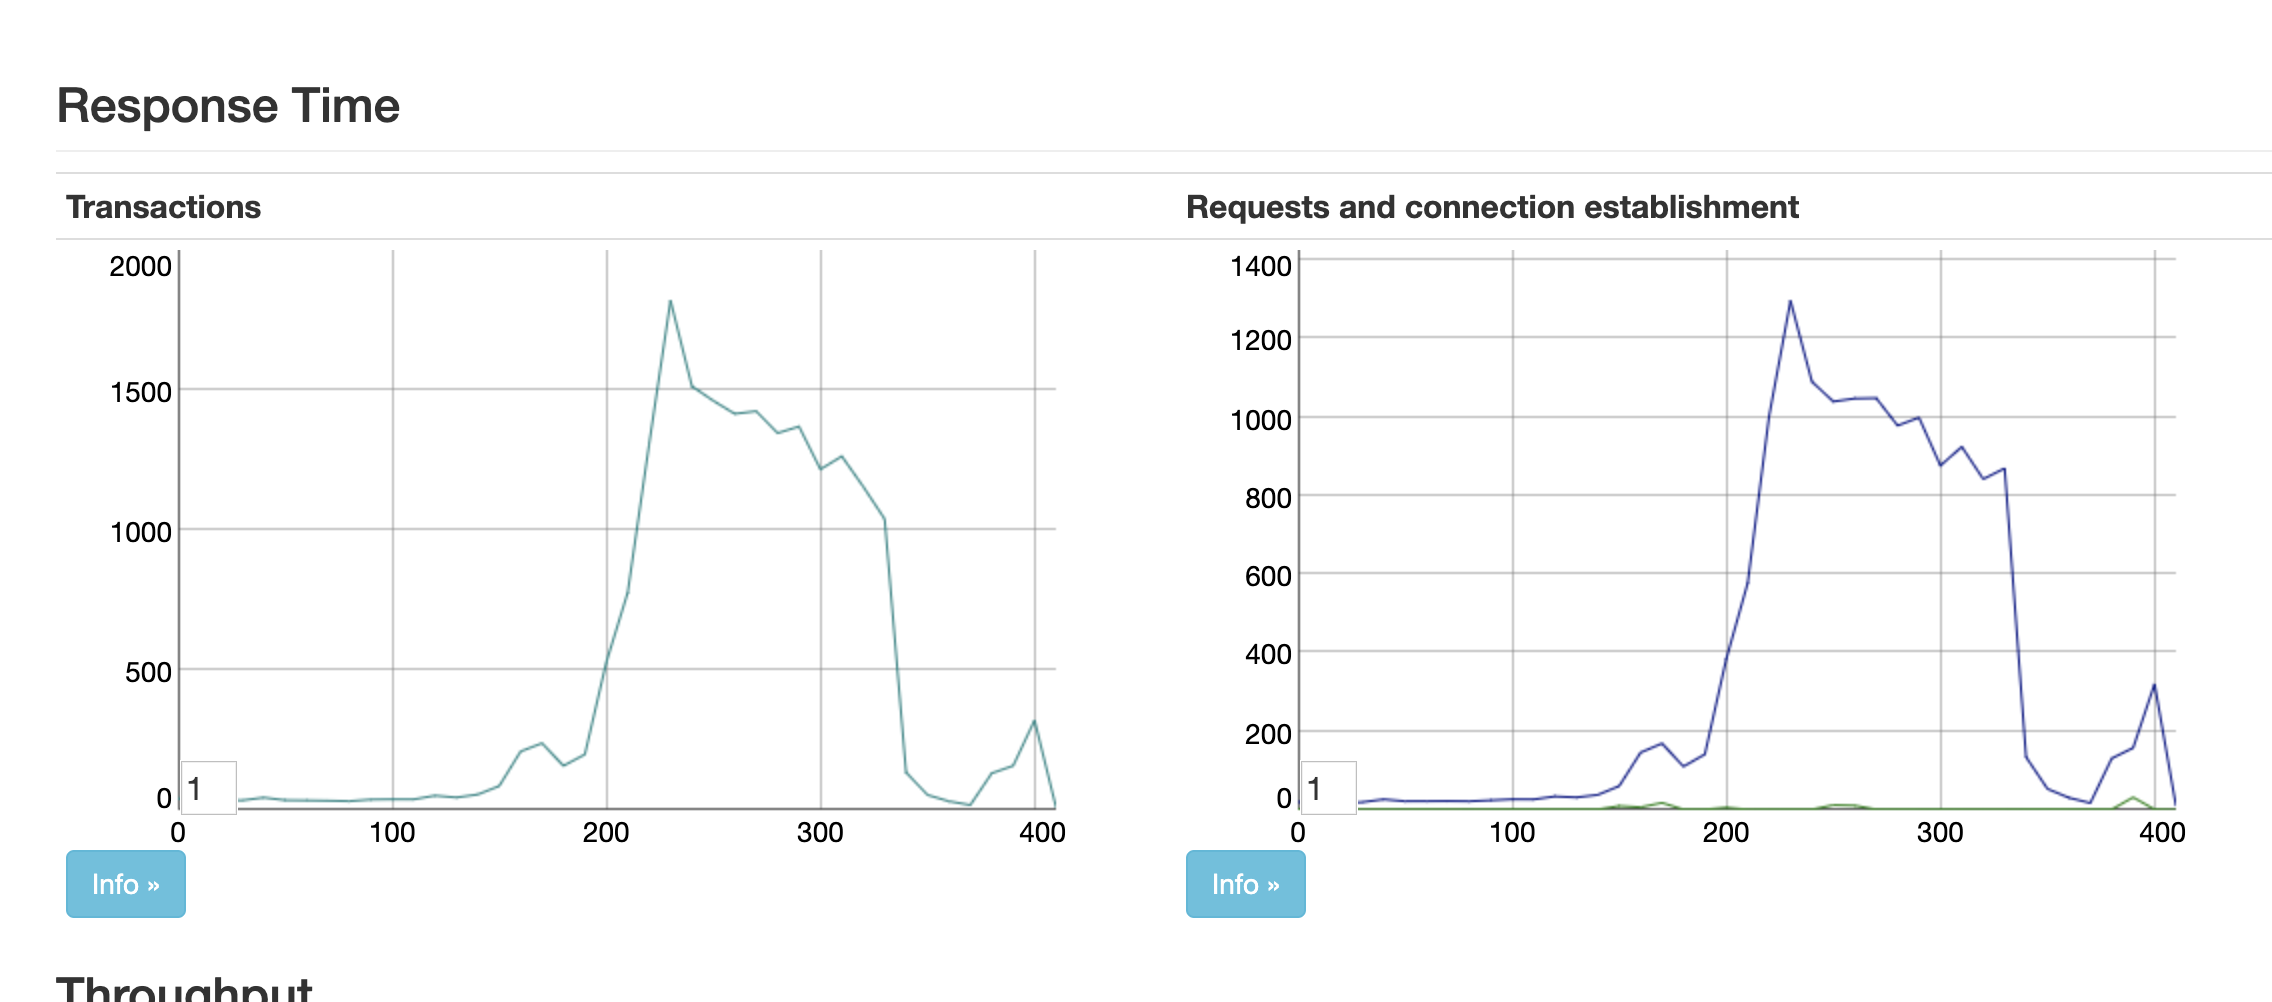 Response Time
Transactions
Requests and connection establishment
2000
1500
1000
500
0
1
0 100 200 300 400
Info »
1400
1200
1000
800
600
400
200
0
1
0 100 200 300 400
Info »
Throughput